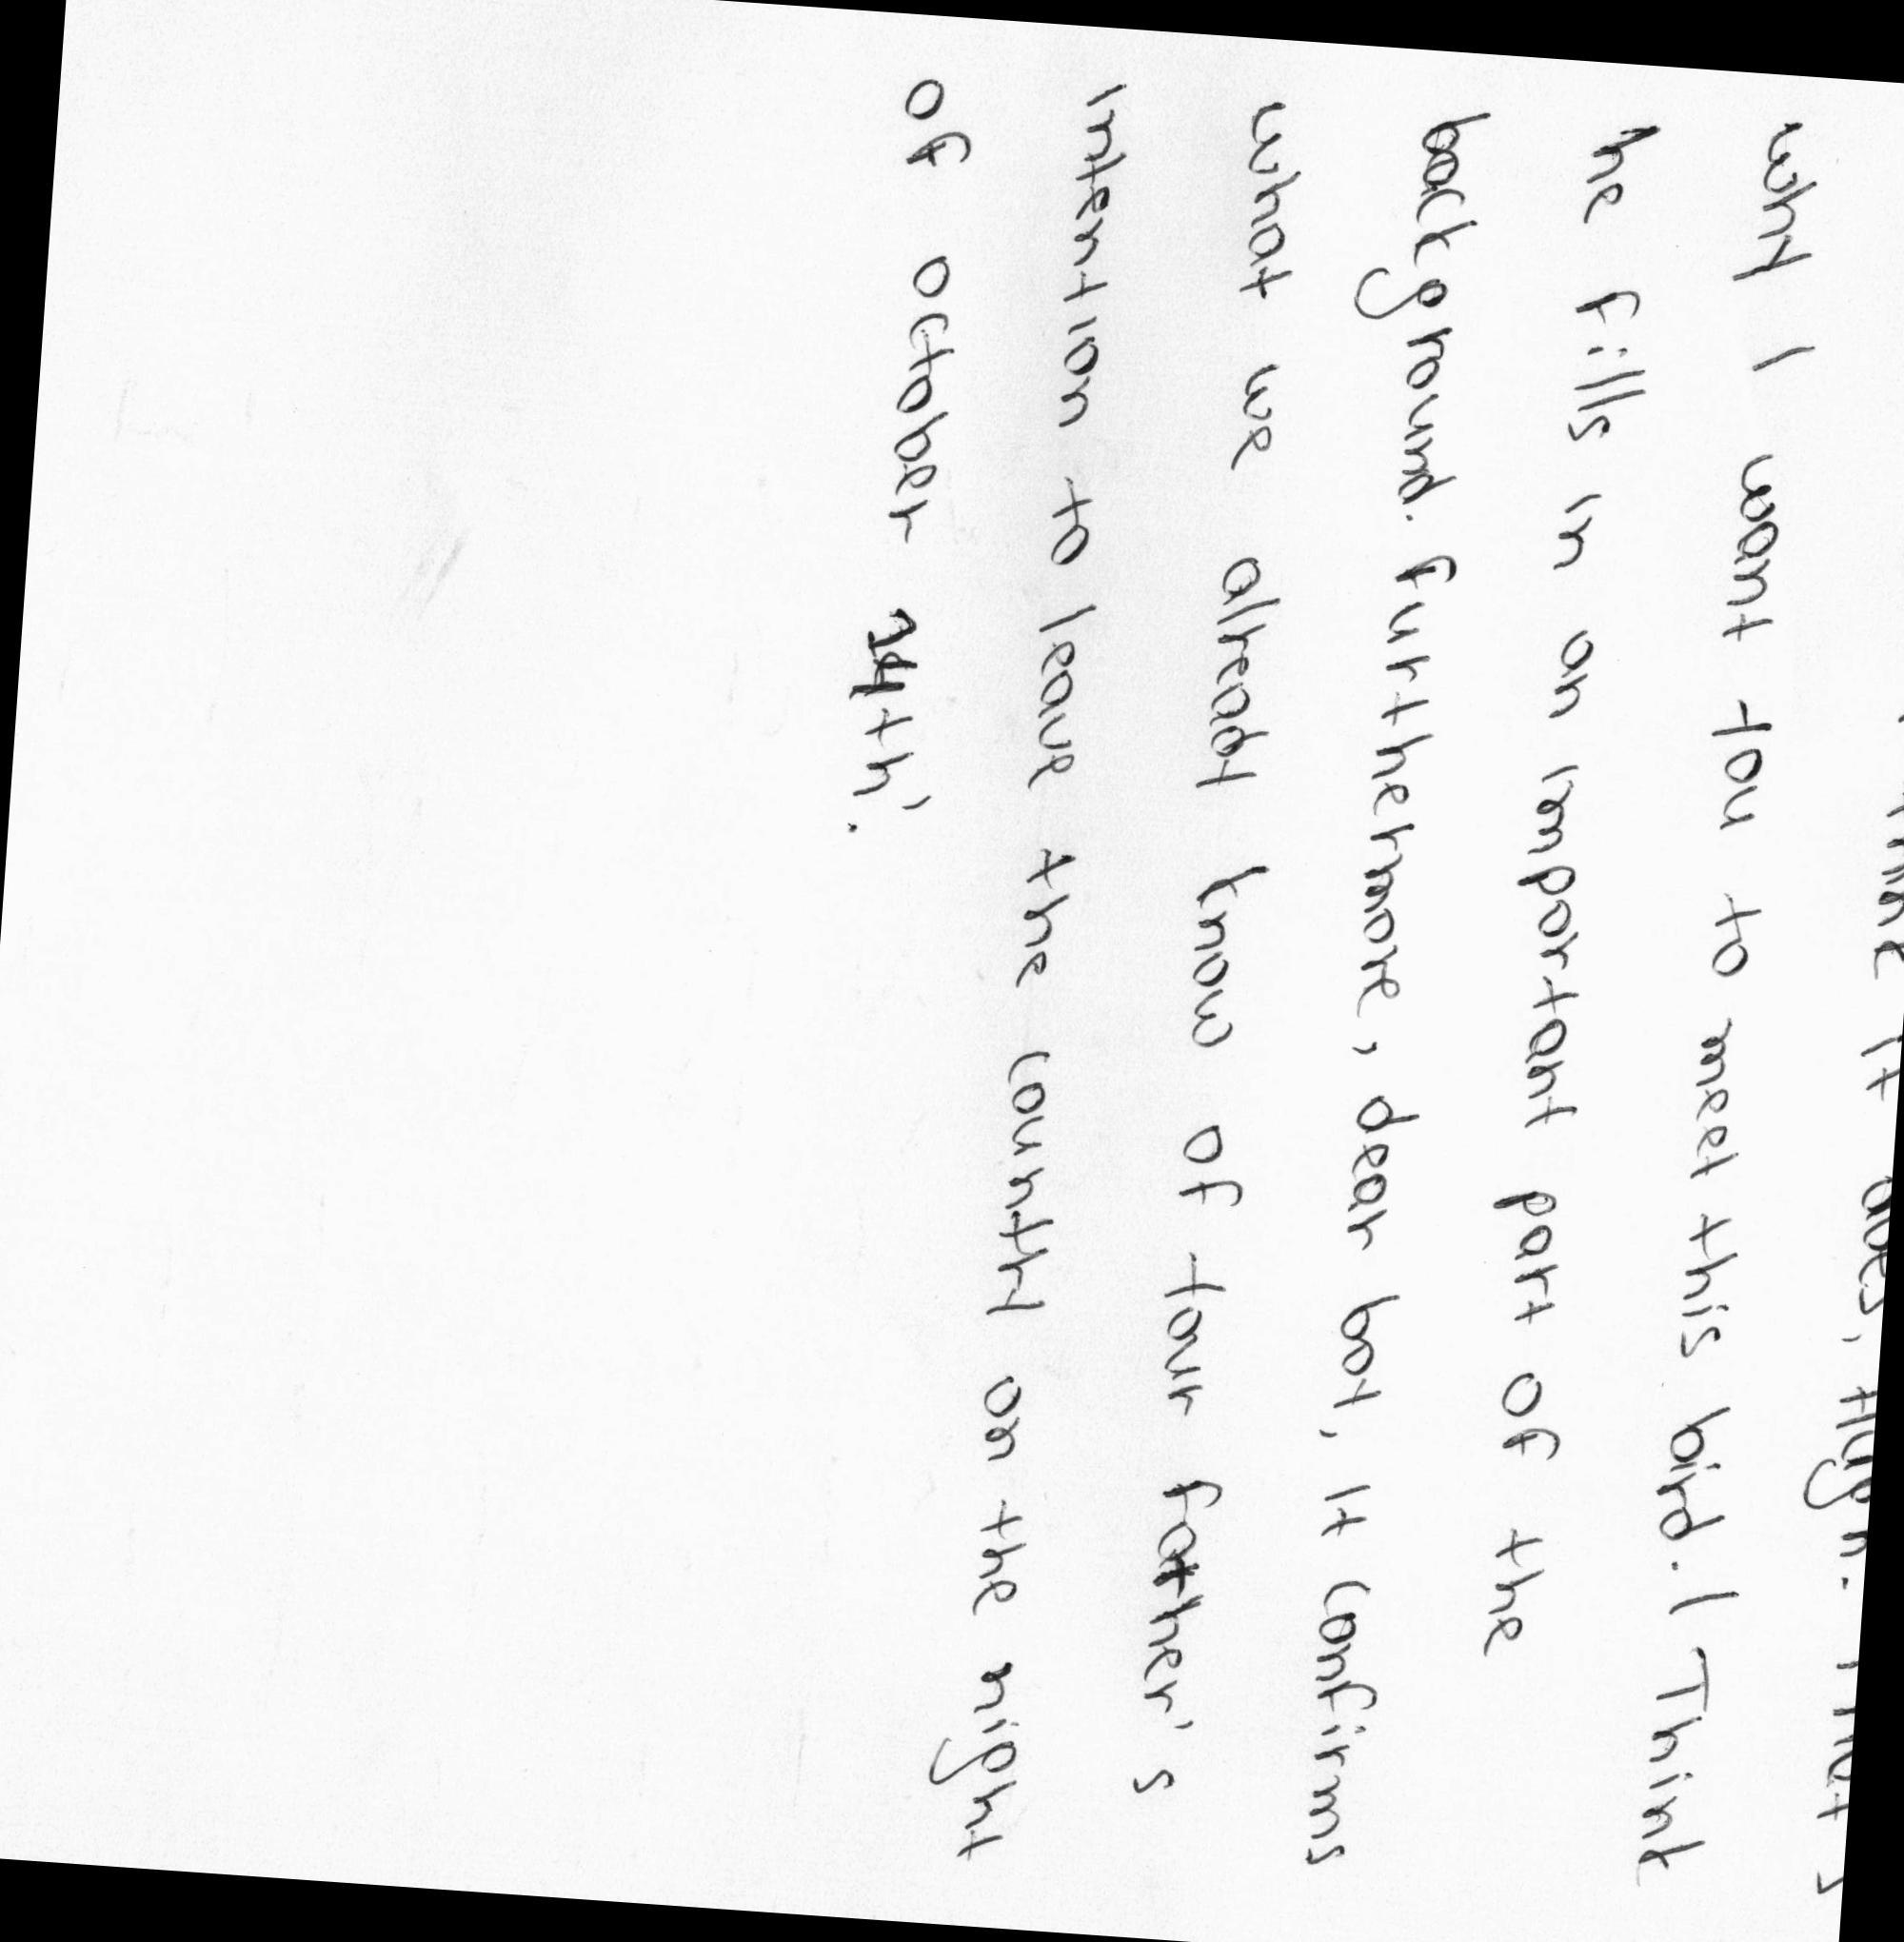 it does, Hugh. That's
why I want you to meet this bird. I Think
he fills in an important part of the
background. furthermore, dear boy, it confirms
what we already know of your father's
intention to leave the country on the night
of october 24th'.